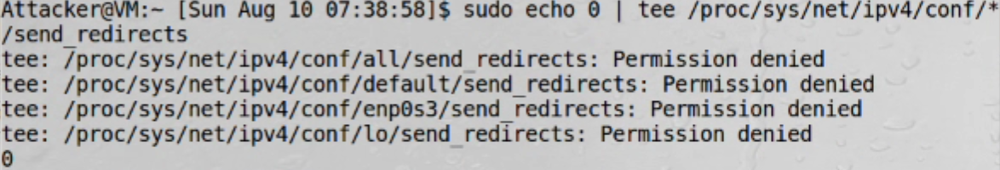 Attacker@VM:~ [Sun Aug 10 07:38:58]$ sudo echo 0 | tee /proc/sys/net/ipv4/conf/*
/send_redirects
tee: /proc/sys/net/ipv4/conf/all/send_redirects: Permission denied
tee: /proc/sys/net/ipv4/conf/default/send_redirects: Permission denied
tee: /proc/sys/net/ipv4/conf/enp0s3/send_redirects: Permission denied
tee: /proc/sys/net/ipv4/conf/lo/send_redirects: Permission denied
0